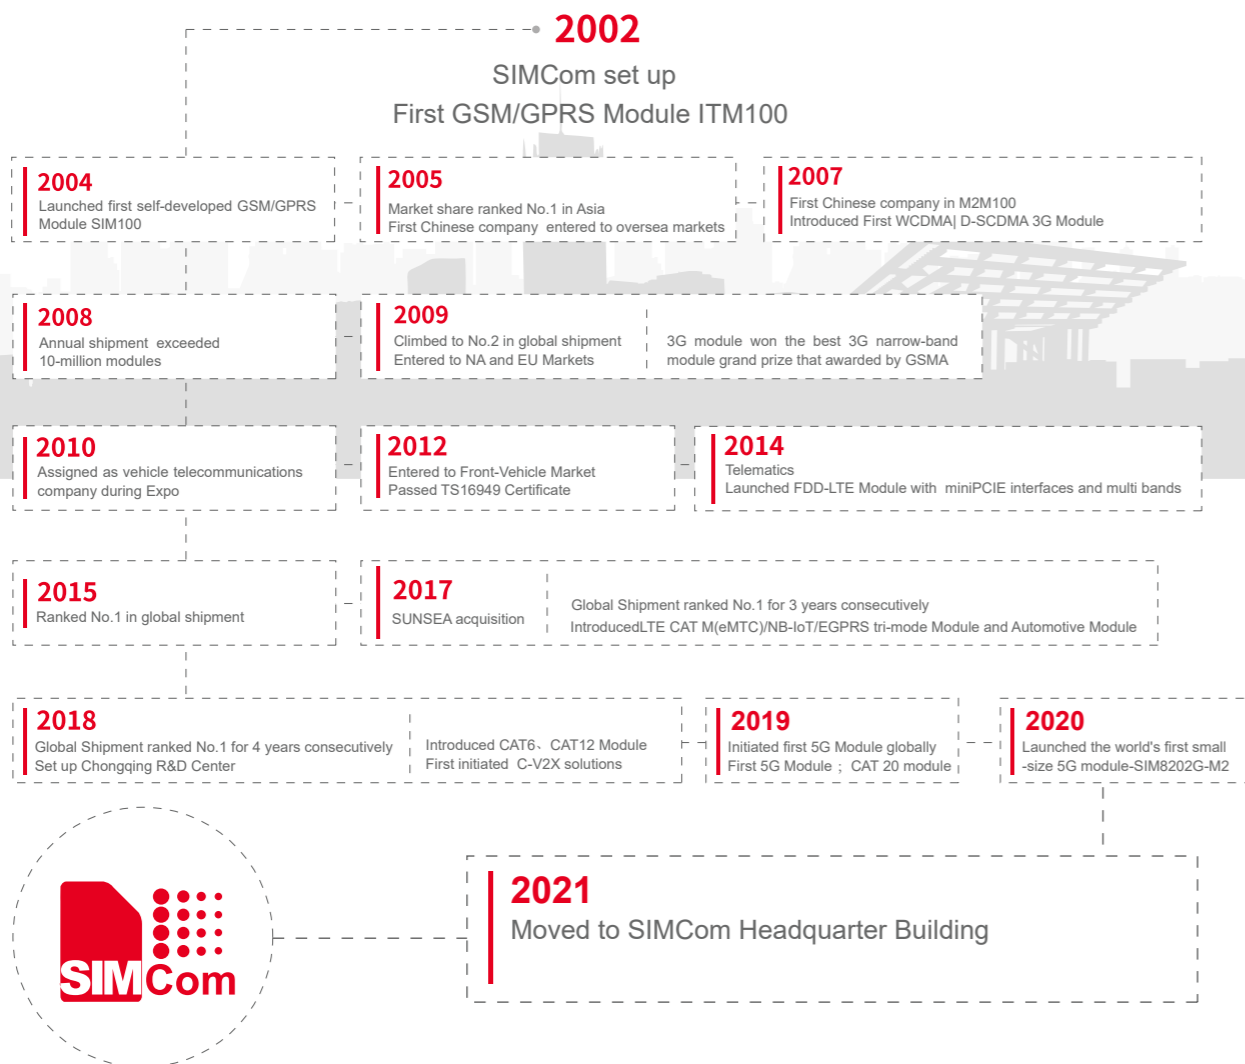 2002
SIMCom set up
First GSM/GPRS Module ITM100
2004
Launched first self-developed GSM/GPRS
Module SIM100
2005
Market share ranked No.1 in Asia
First Chinese company entered to oversea markets
2007
First Chinese company in M2M100
Introduced First WCDMA| D-SCDMA 3G Module
2008
Annual shipment exceeded
10-million modules
2009
Climbed to No.2 in global shipment
Entered to NA and EU Markets
3G module won the best 3G narrow-band
module grand prize that awarded by GSMA
2010
Assigned as vehicle telecommunications
company during Expo
2012
Entered to Front-Vehicle Market
Passed TS16949 Certificate
2014
Telematics
Launched FDD-LTE Module with miniPCIE interfaces and multi bands
2015
Ranked No.1 in global shipment
2017
SUNSEA acquisition
Global Shipment ranked No.1 for 3 years consecutively
IntroducedLTE CAT M(eMTC)/NB-IoT/EGPRS tri-mode Module and Automotive Module
2018
Global Shipment ranked No.1 for 4 years consecutively
Set up Chongqing R&D Center
Introduced CAT6、CAT12 Module
First initiated C-V2X solutions
2019
Initiated first 5G Module globally
First 5G Module ; CAT 20 module
2020
Launched the world's first small
-size 5G module-SIM8202G-M2
2021
Moved to SIMCom Headquarter Building
SIMCom